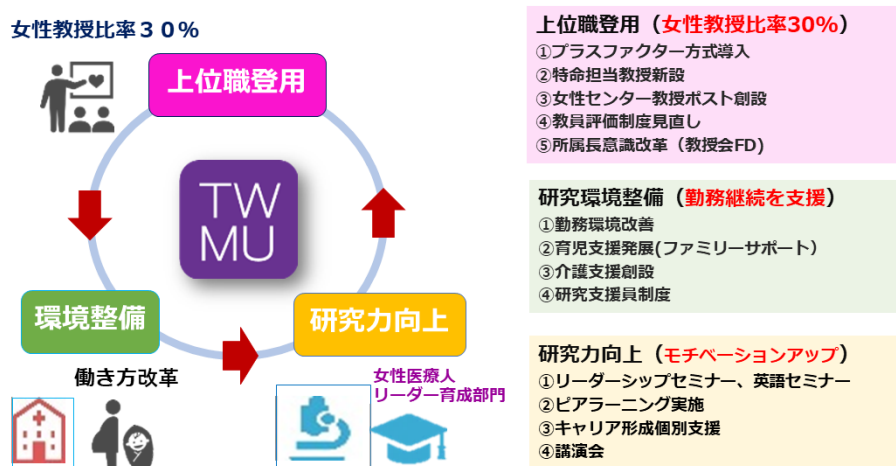 女性教授比率３０%
上位職登用
TW
MU
環境整備
研究力向上
働き方改革
女性医療人
リーダー育成部門
上位職登用（女性教授比率30%）
①プラスファクター方式導入
②特命担当教授新設
③女性センター教授ポスト創設
④教員評価制度見直し
⑤所属長意識改革（教授会FD)
研究環境整備（勤務継続を支援）
①勤務環境改善
②育児支援発展(ファミリーサポート）
③介護支援創設
④研究支援員制度
研究力向上（モチベーションアップ）
①リーダーシップセミナー、英語セミナー
②ピアラーニング実施
③キャリア形成個別支援
④講演会